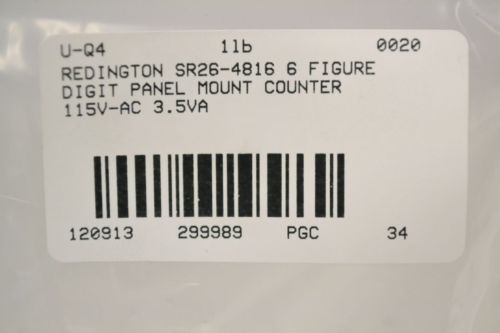 U-Q4 1lb 0020
REDINGTON SR26-4816 6 FIGURE
DIGIT PANEL MOUNT COUNTER
115V-AC 3.5VA
120913 299989 PGC 34